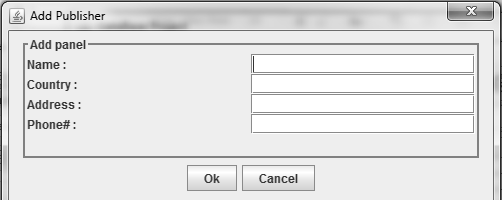 Add Publisher
Add panel
Name :
Country :
Address :
Phone# :
Ok Cancel